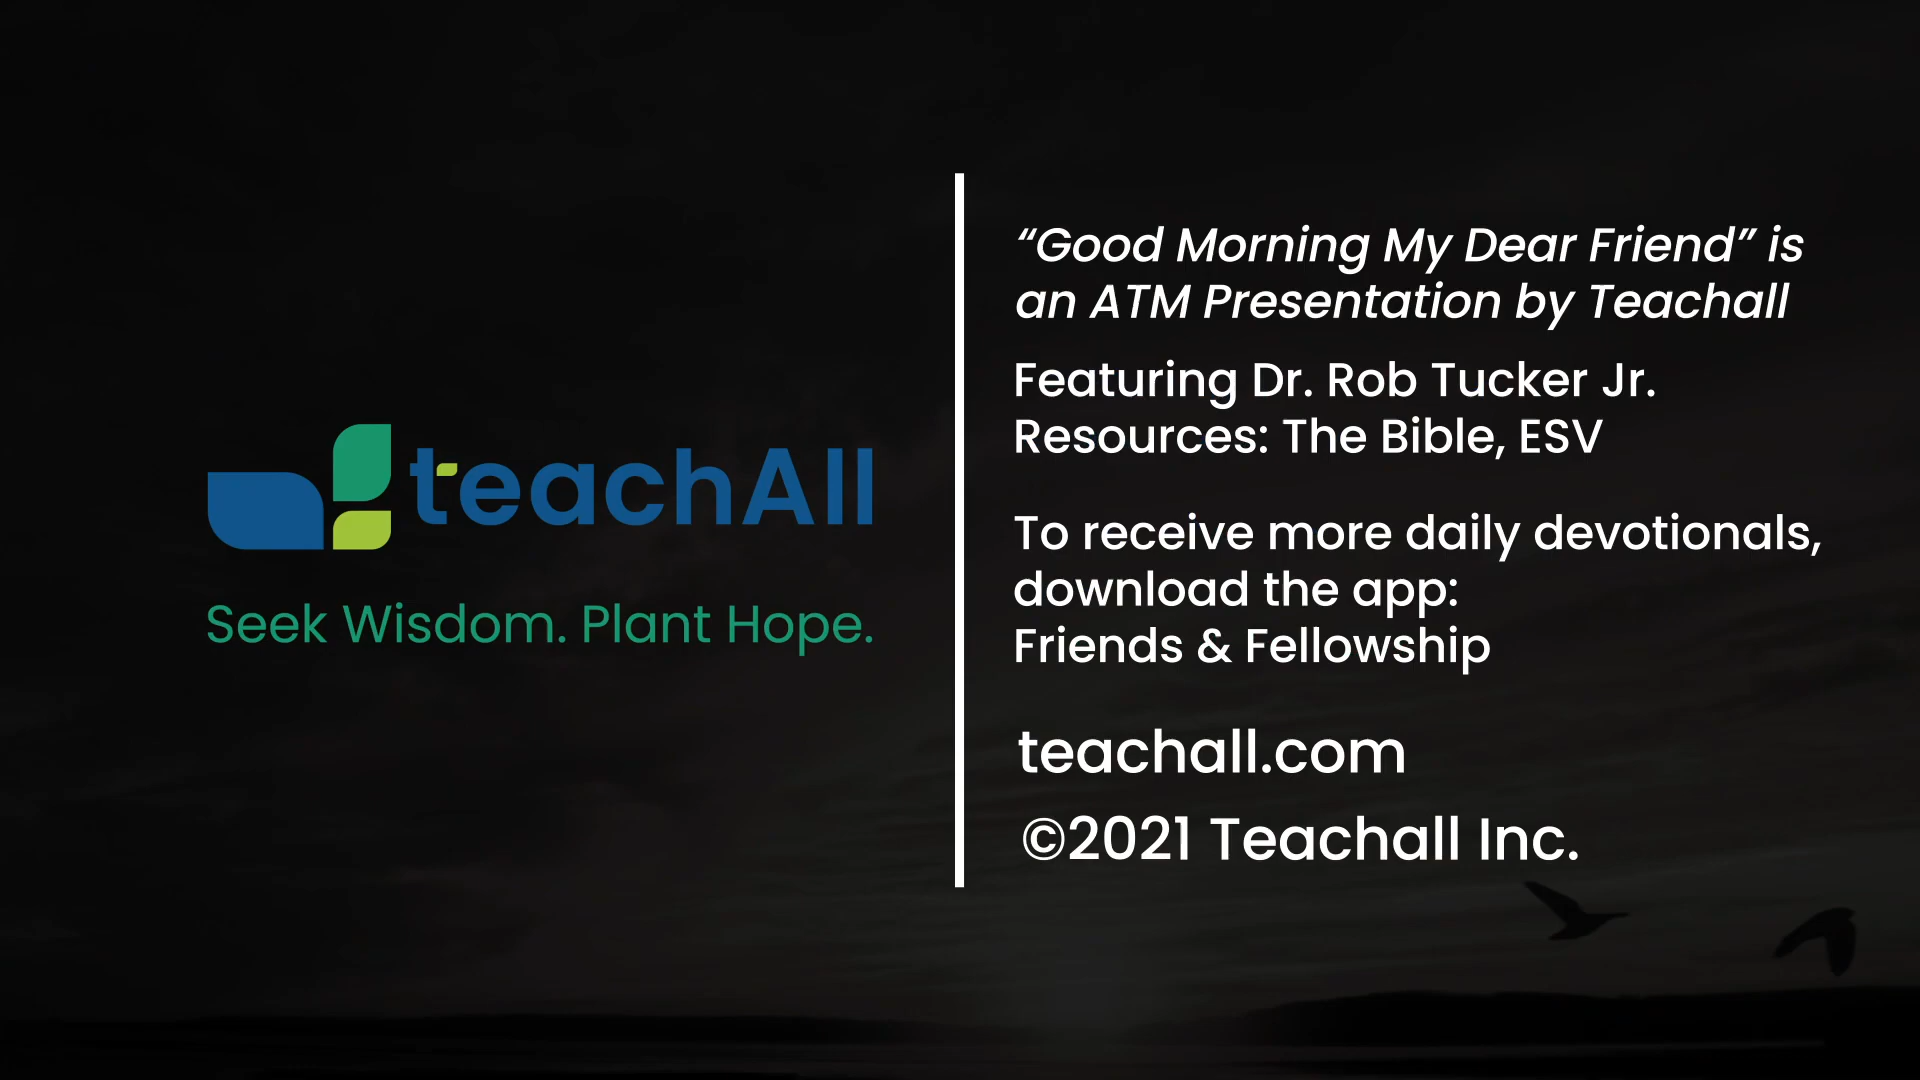 teachAll
Seek Wisdom. Plant Hope.
“Good Morning My Dear Friend” is
an ATM Presentation by Teachall
Featuring Dr. Rob Tucker Jr.
Resources: The Bible, ESV
To receive more daily devotionals,
download the app:
Friends & Fellowship
teachall.com
©2021 Teachall Inc.